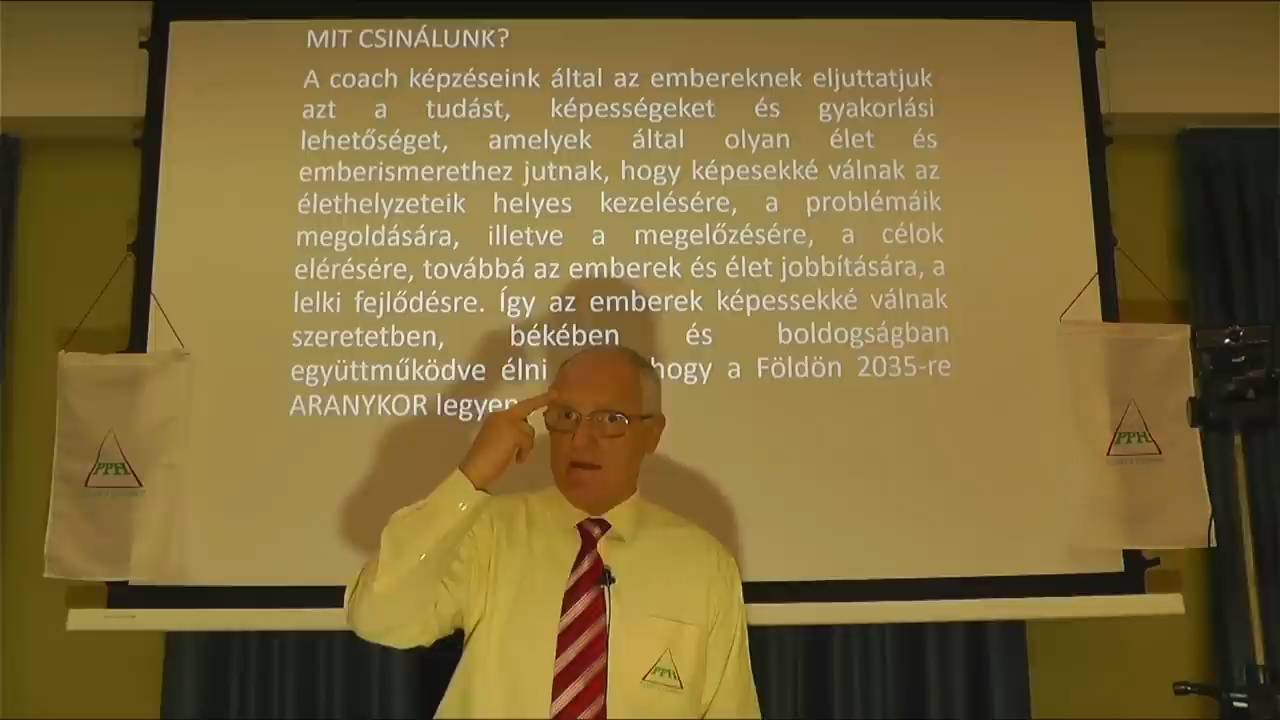 MIT CSINÁLUNK?
A coach képzéseink által az embereknek eljuttatjuk
azt a tudást, képességeket és gyakorlási
lehetőséget, amelyek által olyan élet és
emberismerethez jutnak, hogy képesekké válnak az
élethelyzeteik helyes kezelésére, a problémáik
megoldására, illetve a megelőzésére, a célok
elérésére, továbbá az emberek és élet jobbítására, a
lelki fejlődésre. Így az emberek képessekké válnak
szeretetben, békében és boldogságban
együttműködve élni hogy a Földön 2035-re
ARANYKOR legyen
PPH
PPH
PPH